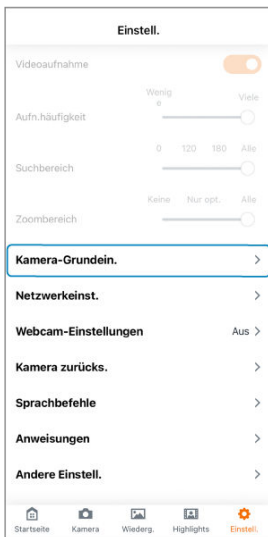 Einstell.
Videoaufnahme
Wenig
e
Viele
Aufn.häufigkeit
0 120 180 Alle
Suchbereich
Keine Nur opt. Alle
Zoombereich
Kamera-Grundein.
Netzwerkeinst.
Webcam-Einstellungen Aus
Kamera zurücks.
Sprachbefehle
Anweisungen
Andere Einstell.
Startseite Kamera Wiederg. Highlights Einstell.